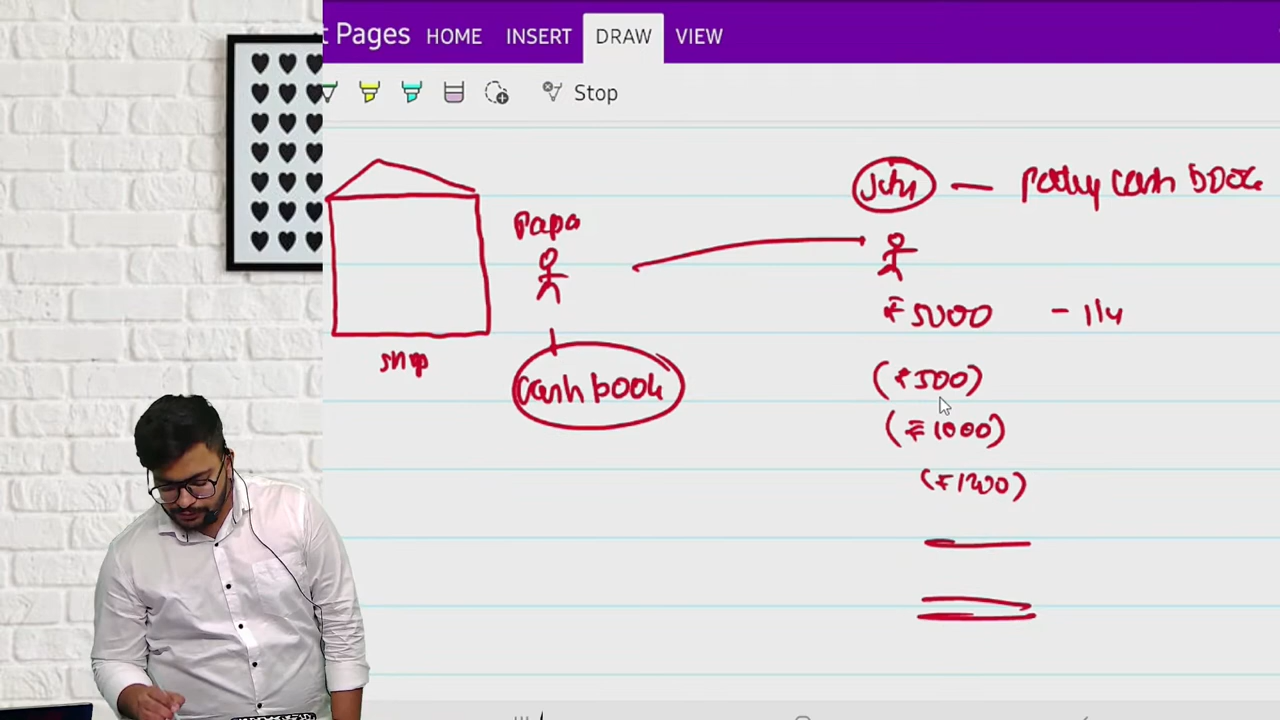 t Pages HOME INSERT DRAW VIEW
Stop
John — petty cash book
Papa
₹5000 - 1/4
shop
cash book
(₹500)
(₹1000)
(₹1200)